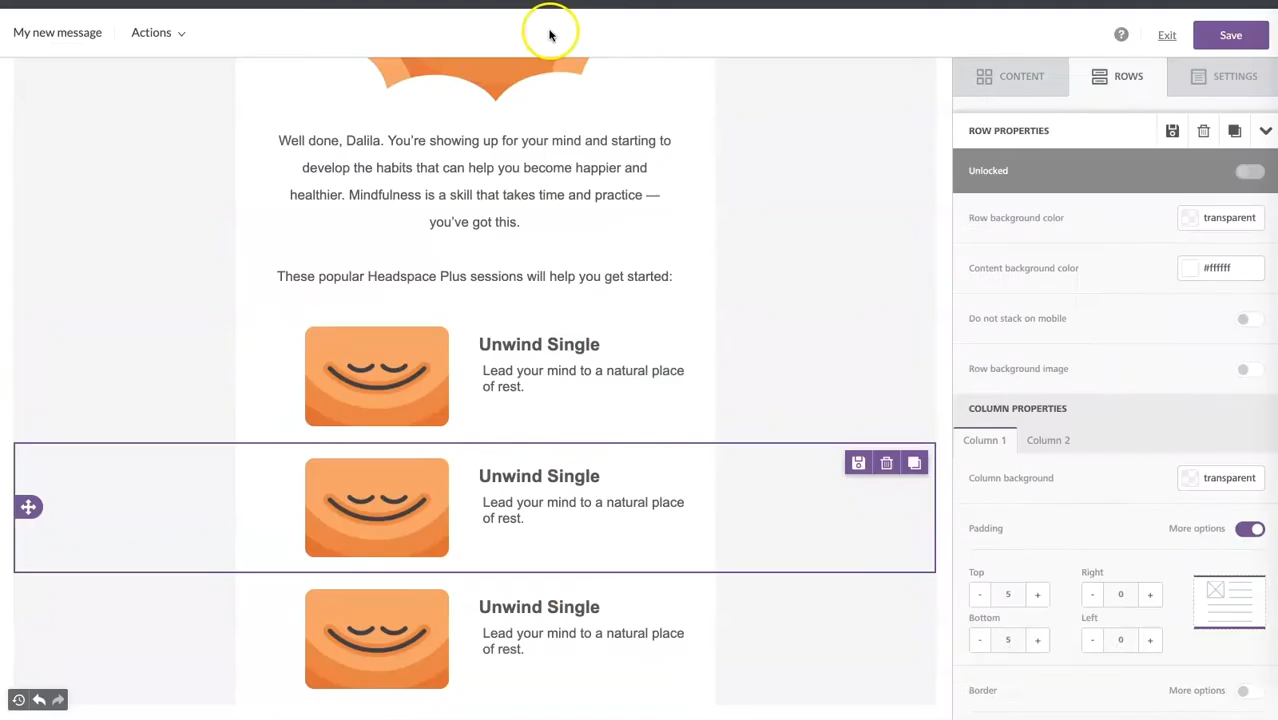 My new message
Actions
Exit
Save
CONTENT
ROWS
SETTINGS
Well done, Dalila. You’re showing up for your mind and starting to
develop the habits that can help you become happier and
healthier. Mindfulness is a skill that takes time and practice —
you’ve got this.
These popular Headspace Plus sessions will help you get started:
Unwind Single
Lead your mind to a natural place
of rest.
Unwind Single
Lead your mind to a natural place
of rest.
Unwind Single
Lead your mind to a natural place
of rest.
ROW PROPERTIES
Unlocked
Row background color
transparent
Content background color
#ffffff
Do not stack on mobile
Row background image
COLUMN PROPERTIES
Column 1
Column 2
Column background
transparent
Padding
More options
Top
Right
- 5 +
- 0 +
Bottom
Left
- 5 +
- 0 +
Border
More options